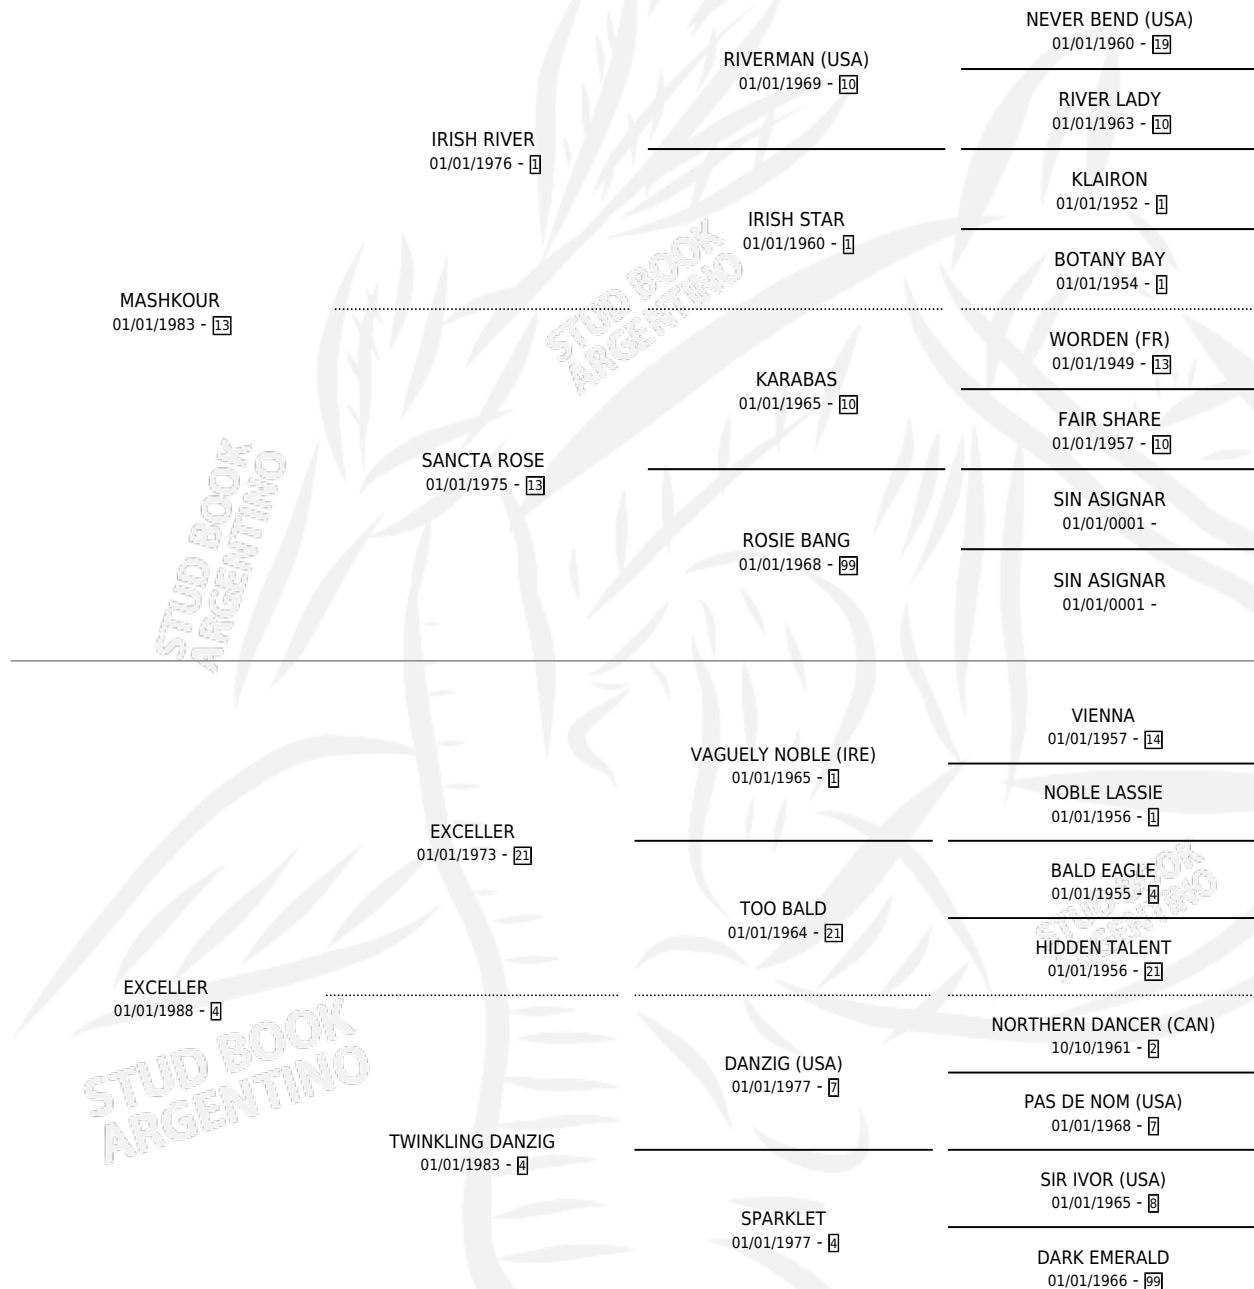 NEVER BEND (USA)
01/01/1960 - 19
RIVERMAN (USA)
01/01/1969 - 10
RIVER LADY
01/01/1963 - 10
IRISH RIVER
01/01/1976 - 1
KLAIRON
01/01/1952 - 1
IRISH STAR
01/01/1960 - 1
BOTANY BAY
01/01/1954 - 1
MASHKOUR
01/01/1983 - 13
STUD BOOK
ARGENTINO
WORDEN (FR)
01/01/1949 - 13
KARABAS
01/01/1965 - 10
FAIR SHARE
01/01/1957 - 10
SANCTA ROSE
01/01/1975 - 13
SIN ASIGNAR
01/01/0001 -
ROSIE BANG
01/01/1968 - 99
SIN ASIGNAR
01/01/0001 -
STUD BOOK
ARGENTINO
VIENNA
01/01/1957 - 14
VAGUELY NOBLE (IRE)
01/01/1965 - 1
NOBLE LASSIE
01/01/1956 - 1
EXCELLER
01/01/1973 - 21
BALD EAGLE
01/01/1955 - 4
TOO BALD
01/01/1964 - 21
STUD BOOK
ARGENTINO
HIDDEN TALENT
01/01/1956 - 21
EXCELLER
01/01/1988 - 4
STUD BOOK
ARGENTINO
NORTHERN DANCER (CAN)
10/10/1961 - 2
DANZIG (USA)
01/01/1977 - 7
PAS DE NOM (USA)
01/01/1968 - 7
TWINKLING DANZIG
01/01/1983 - 4
SIR IVOR (USA)
01/01/1965 - 8
SPARKLET
01/01/1977 - 4
DARK EMERALD
01/01/1966 - 99